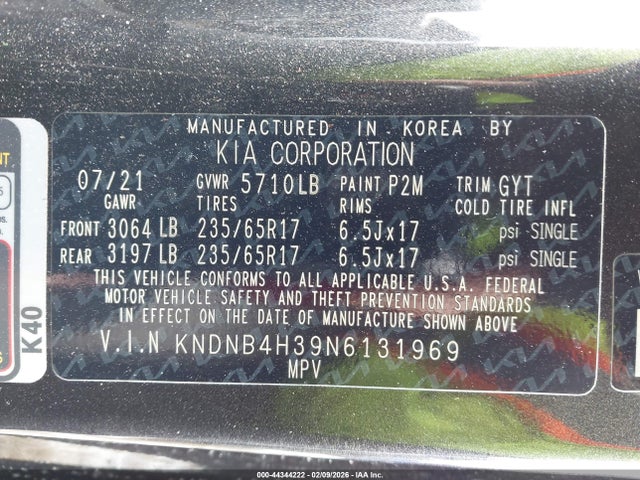 MANUFACTURED IN KOREA BY
KIA CORPORATION
07/21 GVWR 5710LB PAINT P2M TRIM GYT
GAWR TIRES RIMS COLD TIRE INFL
FRONT 3064 LB 235/65R17 6.5Jx17 psi SINGLE
REAR 3197 LB 235/65R17 6.5Jx17 psi SINGLE
THIS VEHICLE CONFORMS TO ALL APPLICABLE U.S.A. FEDERAL
MOTOR VEHICLE SAFETY AND THEFT PREVENTION STANDARDS
IN EFFECT ON THE DATE OF MANUFACTURE SHOWN ABOVE
V.I.N KNDNB4H39N6131969
MPV
K40
000-44344222 - 02/09/2026 - IAA Inc.